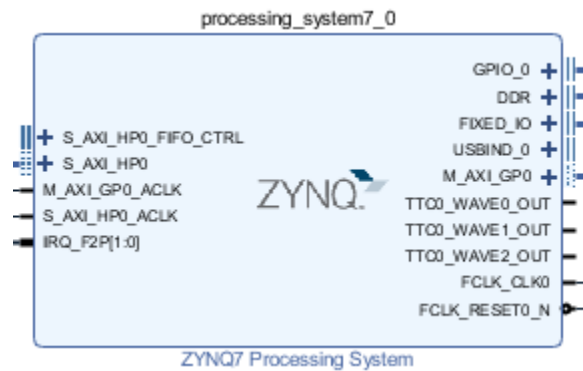 processing_system7_0
S_AXI_HP0_FIFO_CTRL
S_AXI_HP0
M_AXI_GP0_ACLK
S_AXI_HP0_ACLK
IRQ_F2P[1:0]
ZYNQ.
GPIO_0
DDR
FIXED_IO
USBIND_0
M_AXI_GP0
TTC0_WAVE0_OUT
TTC0_WAVE1_OUT
TTC0_WAVE2_OUT
FCLK_CLK0
FCLK_RESET0_N
ZYNQ7 Processing System